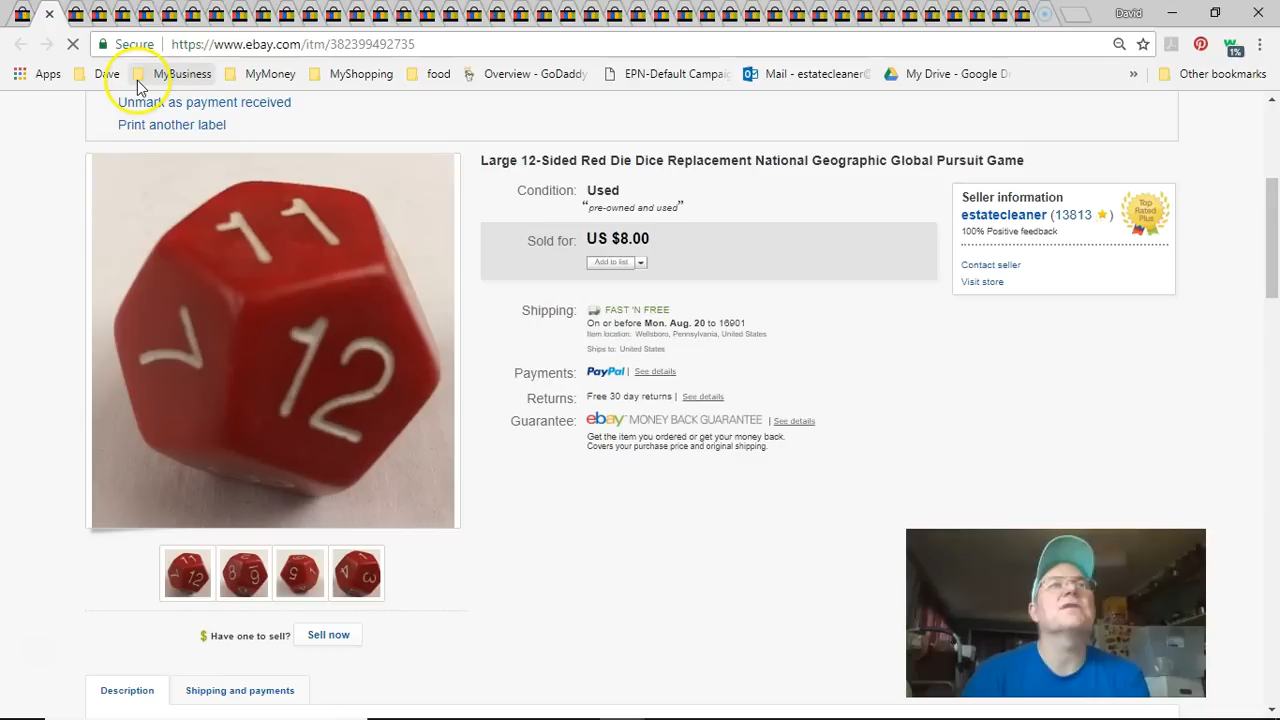 David
Secure
https://www.ebay.com/itm/382399492735
1%
Apps
Dave
MyBusiness
MyMoney
MyShopping
food
Overview - GoDaddy
EPN-Default Campai
Mail - estatecleaner
My Drive - Google Dr
»
Other bookmarks
Unmark as payment received
Print another label
Large 12-Sided Red Die Dice Replacement National Geographic Global Pursuit Game
Condition: Used
“pre-owned and used”
Sold for: US $8.00
Add to list
Shipping: FAST 'N FREE
On or before Mon. Aug. 20 to 16901
Item location: Wellsboro, Pennsylvania, United States
Ships to: United States
Payments: PayPal | See details
Returns: Free 30 day returns | See details
Guarantee: ebay MONEY BACK GUARANTEE | See details
Get the item you ordered or get your money back.
Covers your purchase price and original shipping.
Seller information
estatecleaner (13813 )
100% Positive feedback
Top
Rated
Plus
Contact seller
Visit store
11
7
12
$ Have one to sell? Sell now
Description
Shipping and payments